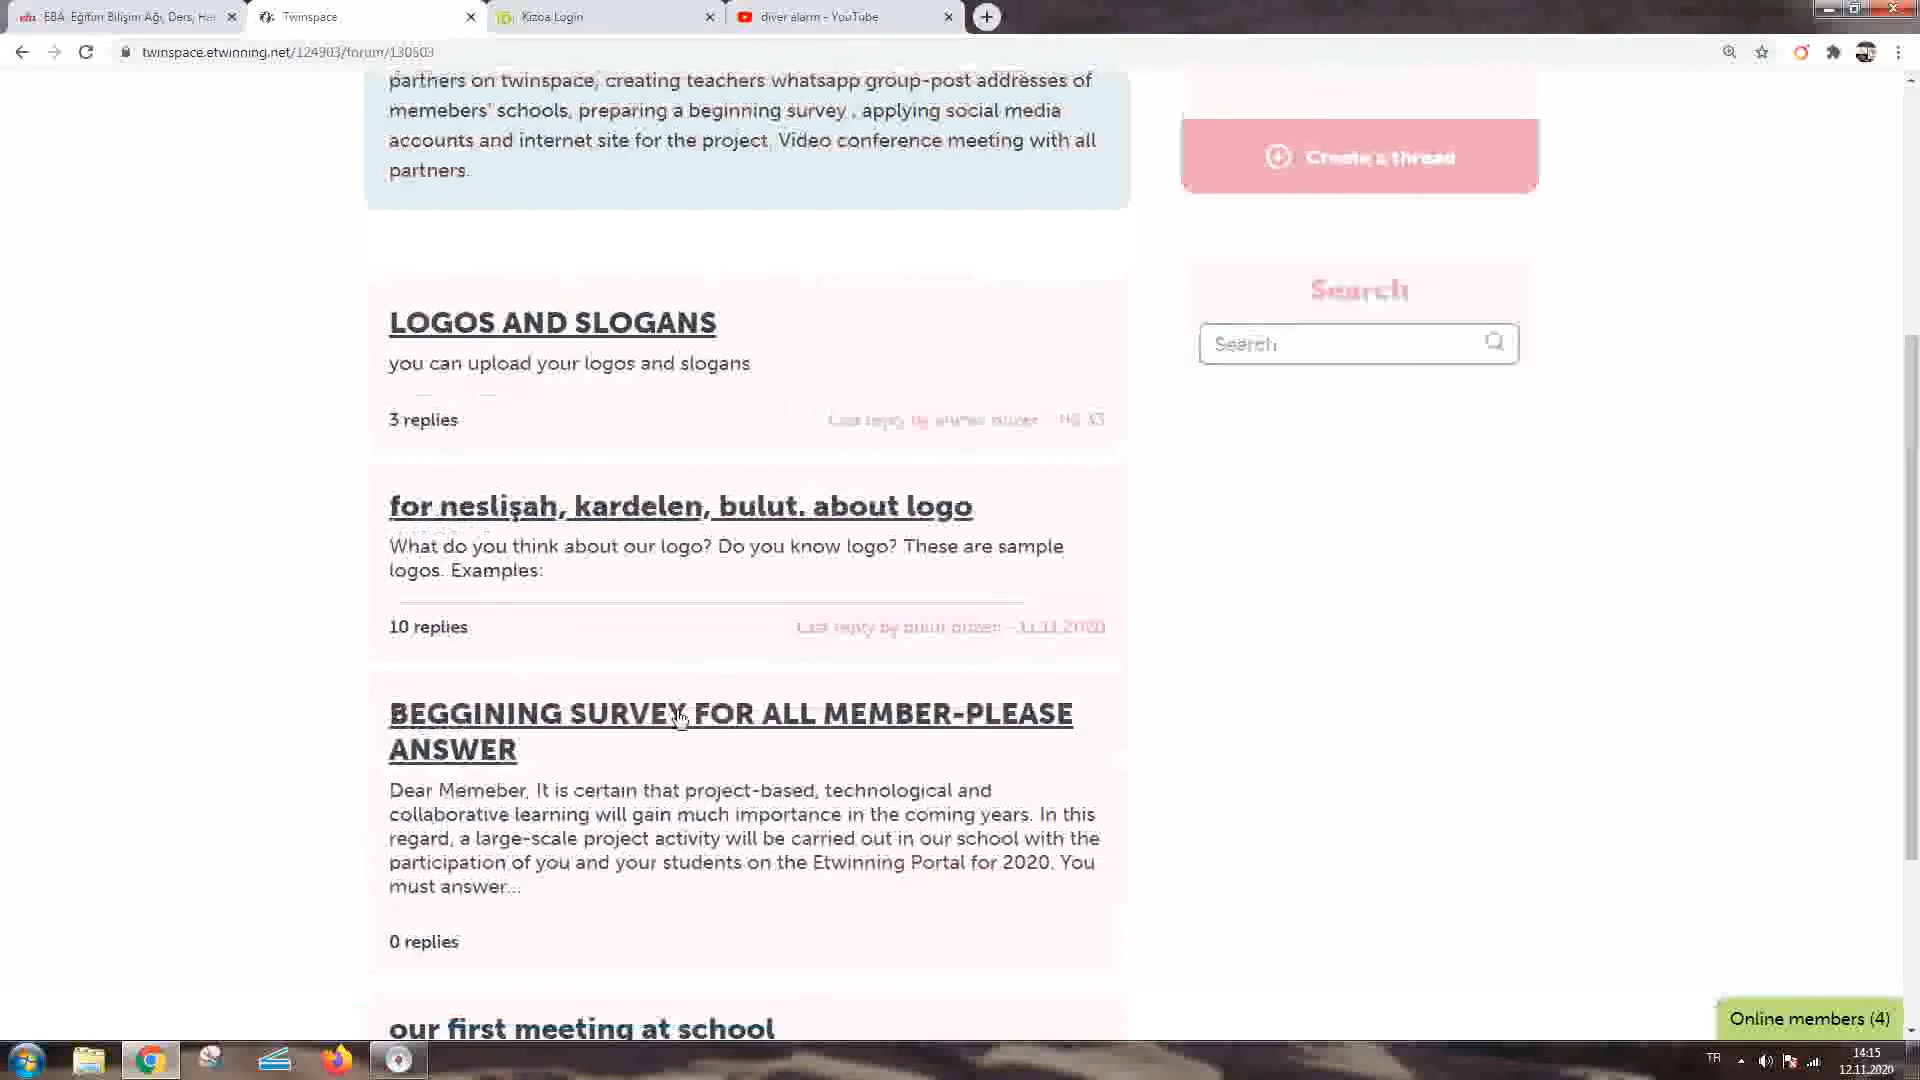 EBA Eğitim Bilişim Ağı, Ders, Ha
Twinspace
Kizoa Login
diver alarm - YouTube
twinspace.etwinning.net/124903/forum/130503
partners on twinspace, creating teachers whatsapp group-post addresses of
memebers' schools, preparing a beginning survey , applying social media
accounts and internet site for the project. Video conference meeting with all
partners.
Create a thread
Search
Search
LOGOS AND SLOGANS
you can upload your logos and slogans
3 replies
Last reply by
for neslişah, kardelen, bulut. about logo
What do you think about our logo? Do you know logo? These are sample
logos. Examples:
10 replies
Last reply by bulut - 11.11.2020
BEGGINING SURVEY FOR ALL MEMBER-PLEASE
ANSWER
Dear Memeber, It is certain that project-based, technological and
collaborative learning will gain much importance in the coming years. In this
regard, a large-scale project activity will be carried out in our school with the
participation of you and your students on the Etwinning Portal for 2020. You
must answer...
0 replies
our first meeting at school
Online members (4)
TR
14:15
12.11.2020